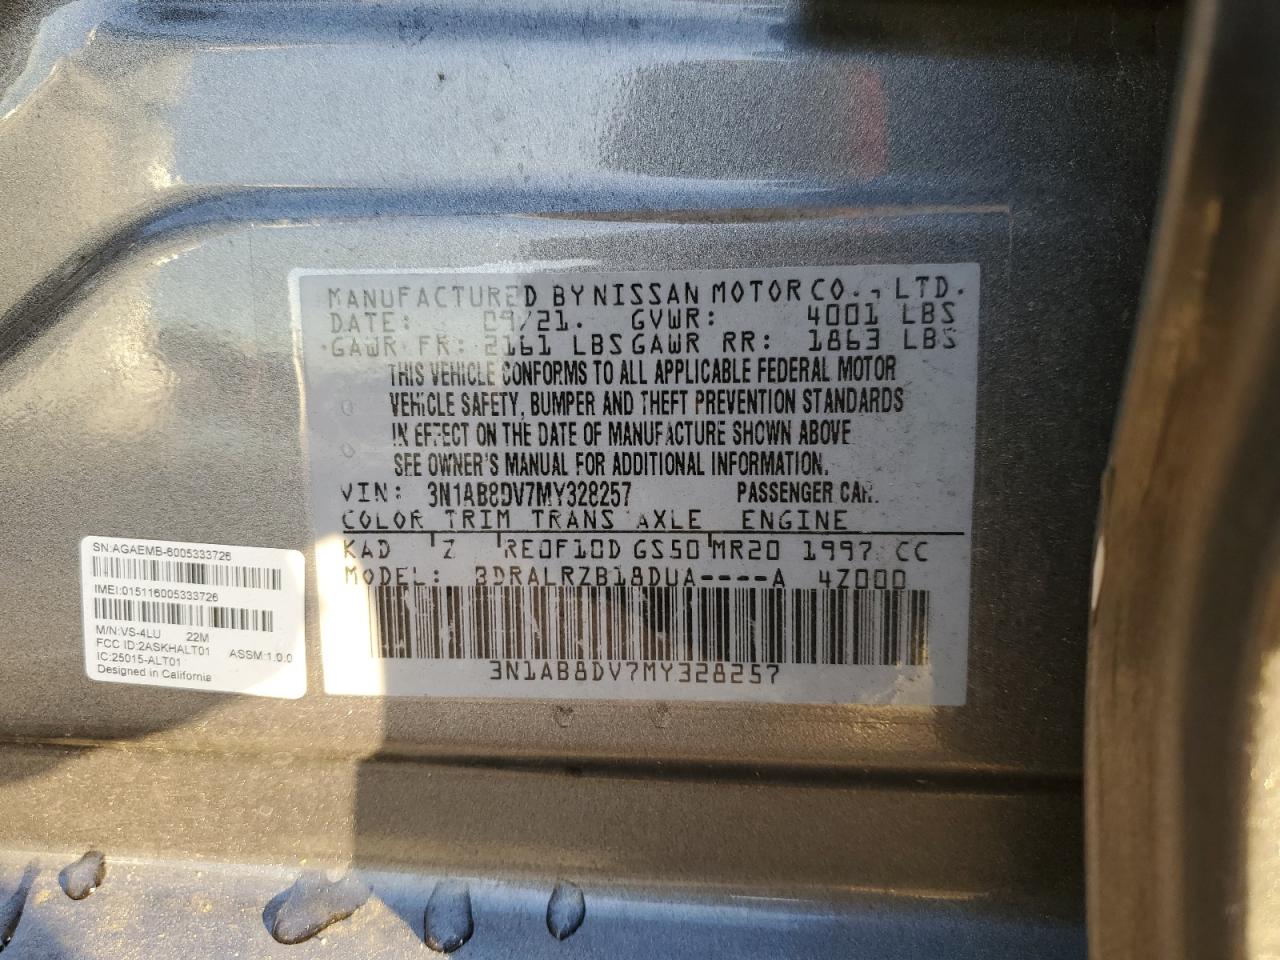 MANUFACTURED BY NISSAN MOTOR CO., LTD.
DATE: 09/21. GVWR: 4001 LBS
GAWR FR: 2161 LBS GAWR RR: 1863 LBS
THIS VEHICLE CONFORMS TO ALL APPLICABLE FEDERAL MOTOR
VEHICLE SAFETY, BUMPER AND THEFT PREVENTION STANDARDS
IN EFFECT ON THE DATE OF MANUFACTURE SHOWN ABOVE
SEE OWNER'S MANUAL FOR ADDITIONAL INFORMATION.
VIN: 3N1AB8DV7MY328257 PASSENGER CAR.
COLOR TRIM TRANS AXLE ENGINE
KAD Z RE0F10D GS50 MR20 1997 CC
MODEL: 3DRALRZB18DUA----A 4Z000
3N1AB8DV7MY328257
SN:AGAEMB-6005333726
IMEI:015116005333726
M/N:VS-4LU 22M
FCC ID:2ASKHALT01 ASSM:1.0.0
IC:25015-ALT01
Designed in California